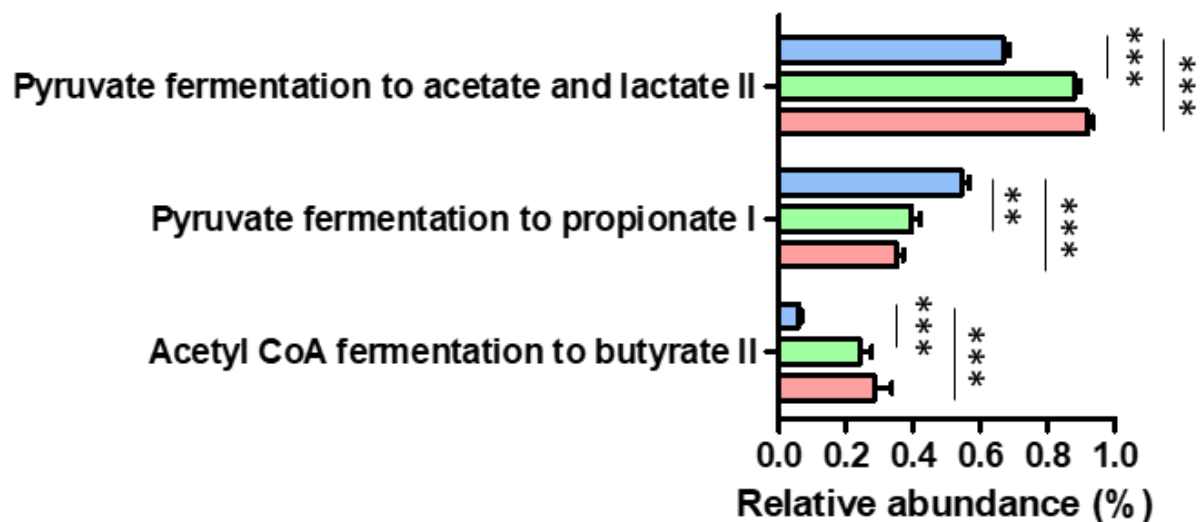 Pyruvate fermentation to acetate and lactate II
***
***
Pyruvate fermentation to propionate I
**
***
Acetyl CoA fermentation to butyrate II
***
***
0.0 0.2 0.4 0.6 0.8 1.0
Relative abundance (%)